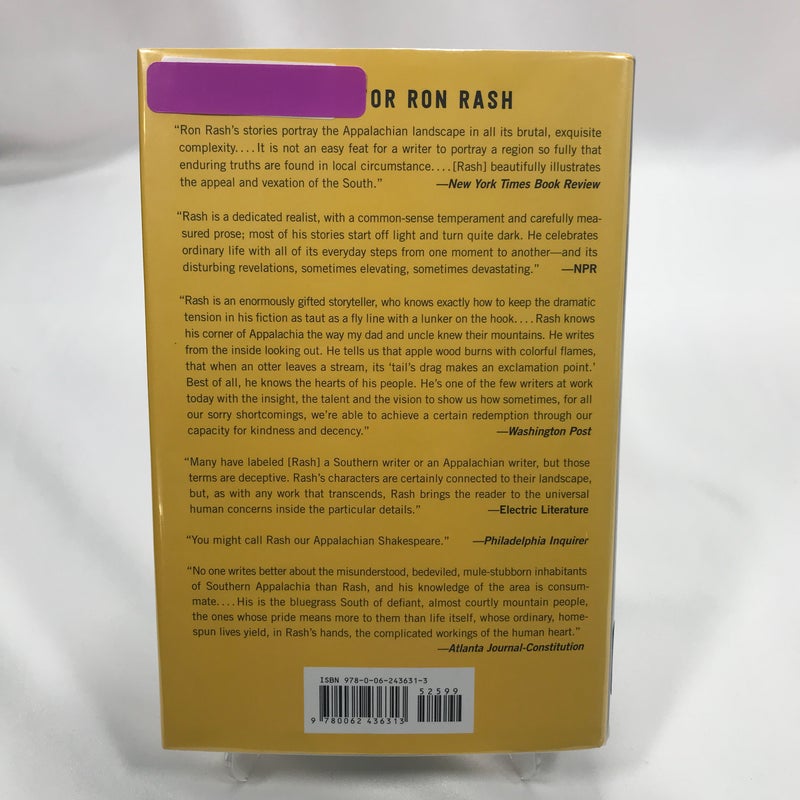 OR RON RASH
“Ron Rash’s stories portray the Appalachian landscape in all its brutal, exquisite
complexity. . . . It is not an easy feat for a writer to portray a region so fully that
enduring truths are found in local circumstance. . . . [Rash] beautifully illustrates
the appeal and vexation of the South.” —New York Times Book Review
“Rash is a dedicated realist, with a common-sense temperament and carefully mea-
sured prose; most of his stories start off light and turn quite dark. He celebrates
ordinary life with all of its everyday steps from one moment to another—and its
disturbing revelations, sometimes elevating, sometimes devastating.” —NPR
“Rash is an enormously gifted storyteller, who knows exactly how to keep the dramatic
tension in his fiction as taut as a fly line with a lunker on the hook. . . . Rash knows
his corner of Appalachia the way my dad and uncle knew their mountains. He writes
from the inside looking out. He tells us that apple wood burns with colorful flames,
that when an otter leaves a stream, its ‘tail’s drag makes an exclamation point.’
Best of all, he knows the hearts of his people. He’s one of the few writers at work
today with the insight, the talent and the vision to show us how sometimes, for all
our sorry shortcomings, we’re able to achieve a certain redemption through our
capacity for kindness and decency.” —Washington Post
“Many have labeled [Rash] a Southern writer or an Appalachian writer, but those
terms are deceptive. Rash’s characters are certainly connected to their landscape,
but, as with any work that transcends, Rash brings the reader to the universal
human concerns inside the particular details.” —Electric Literature
“You might call Rash our Appalachian Shakespeare.” —Philadelphia Inquirer
“No one writes better about the misunderstood, bedeviled, mule-stubborn inhabitants
of Southern Appalachia than Rash, and his knowledge of the area is consum-
mate. . . . His is the bluegrass South of defiant, almost courtly mountain people,
the ones whose pride means more to them than life itself, whose ordinary, home-
spun lives yield, in Rash’s hands, the complicated workings of the human heart.”
—Atlanta Journal-Constitution
ISBN 978-0-06-243631-3
52599
9 780062 436313